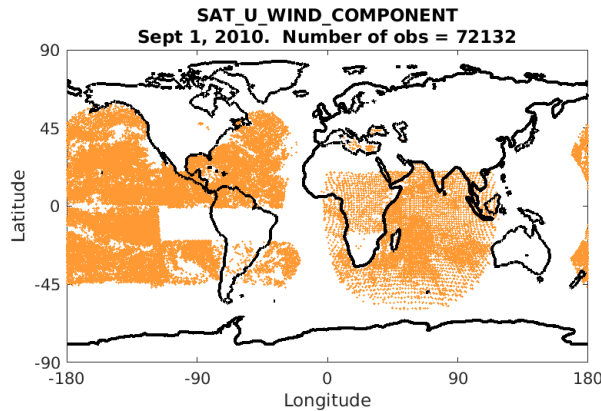 SAT_U_WIND_COMPONENT
Sept 1, 2010. Number of obs = 72132
90
45
0
-45
-90
Latitude
-180
-90
0
90
180
Longitude